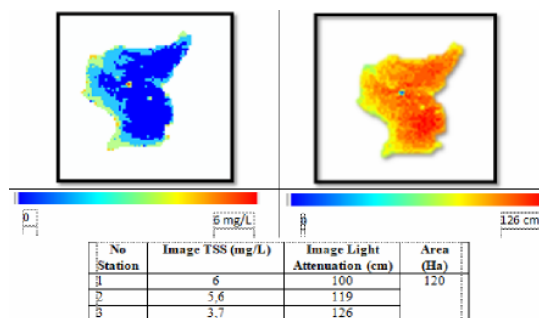 0 6 mg/L 0 126 cm
No Station Image TSS (mg/L) Image Light Attenuation (cm) Area (Ha)
1 6 100 120
2 5,6 119
3 3,7 126